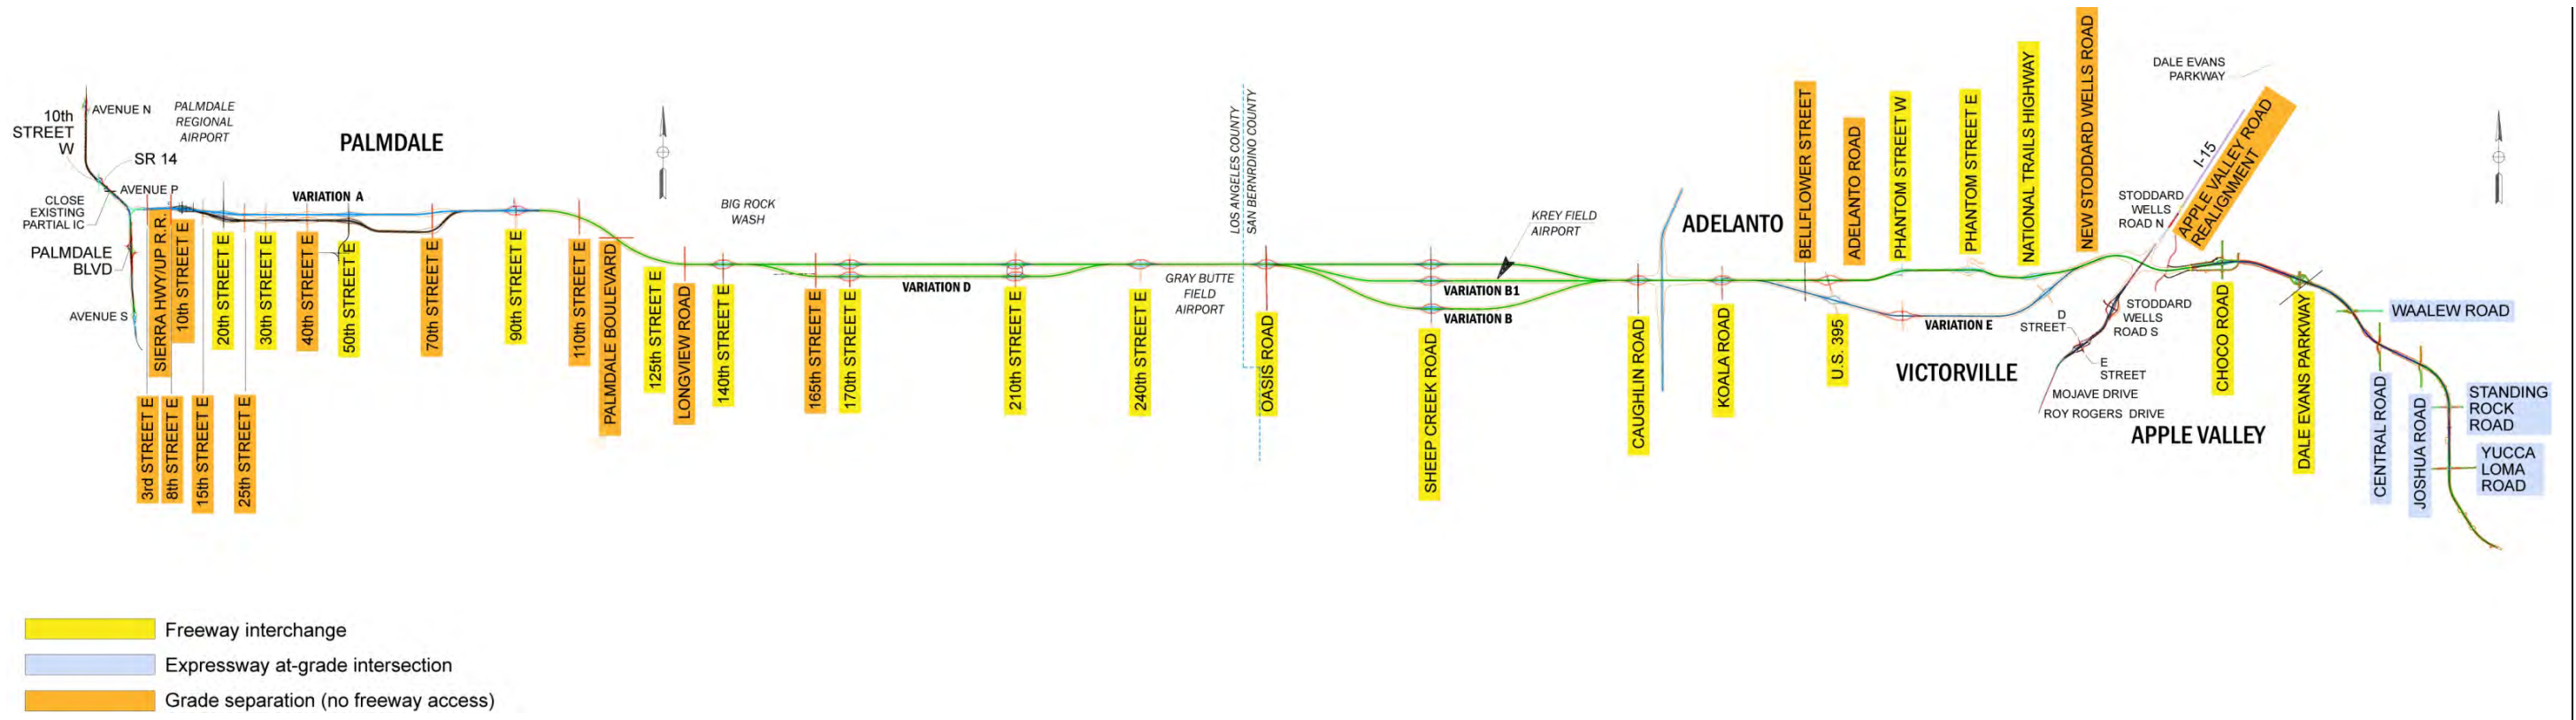 AVENUE N
10th
STREET
W
PALMDALE
REGIONAL
AIRPORT
PALMDALE
SR 14
AVENUE P
CLOSE
EXISTING
PARTIAL IC
PALMDALE
BLVD
AVENUE S
VARIATION A
SIERRA HWY/UP R.R.
10th STREET E
20th STREET E
30th STREET E
40th STREET E
50th STREET E
70th STREET E
90th STREET E
110th STREET E
PALMDALE BOULEVARD
125th STREET E
LONGVIEW ROAD
140th STREET E
3rd STREET E
8th STREET E
15th STREET E
25th STREET E
BIG ROCK
WASH
165th STREET E
170th STREET E
VARIATION D
210th STREET E
240th STREET E
GRAY BUTTE
FIELD
AIRPORT
LOS ANGELES COUNTY
SAN BERNRDINO COUNTY
OASIS ROAD
SHEEP CREEK ROAD
VARIATION B1
VARIATION B
KREY FIELD
AIRPORT
CAUGHLIN ROAD
ADELANTO
KOALA ROAD
BELLFLOWER STREET
ADELANTO ROAD
U.S. 395
PHANTOM STREET W
PHANTOM STREET E
NATIONAL TRAILS HIGHWAY
NEW STODDARD WELLS ROAD
VARIATION E
VICTORVILLE
DALE EVANS
PARKWAY
I-15
APPLE VALLEY ROAD
REALIGNMENT
STODDARD
WELLS
ROAD N
STODDARD
WELLS
ROAD S
D
STREET
E
STREET
MOJAVE DRIVE
ROY ROGERS DRIVE
APPLE VALLEY
CHOCO ROAD
DALE EVANS PARKWAY
WAALEW ROAD
CENTRAL ROAD
JOSHUA ROAD
STANDING
ROCK
ROAD
YUCCA
LOMA
ROAD
Freeway interchange
Expressway at-grade intersection
Grade separation (no freeway access)